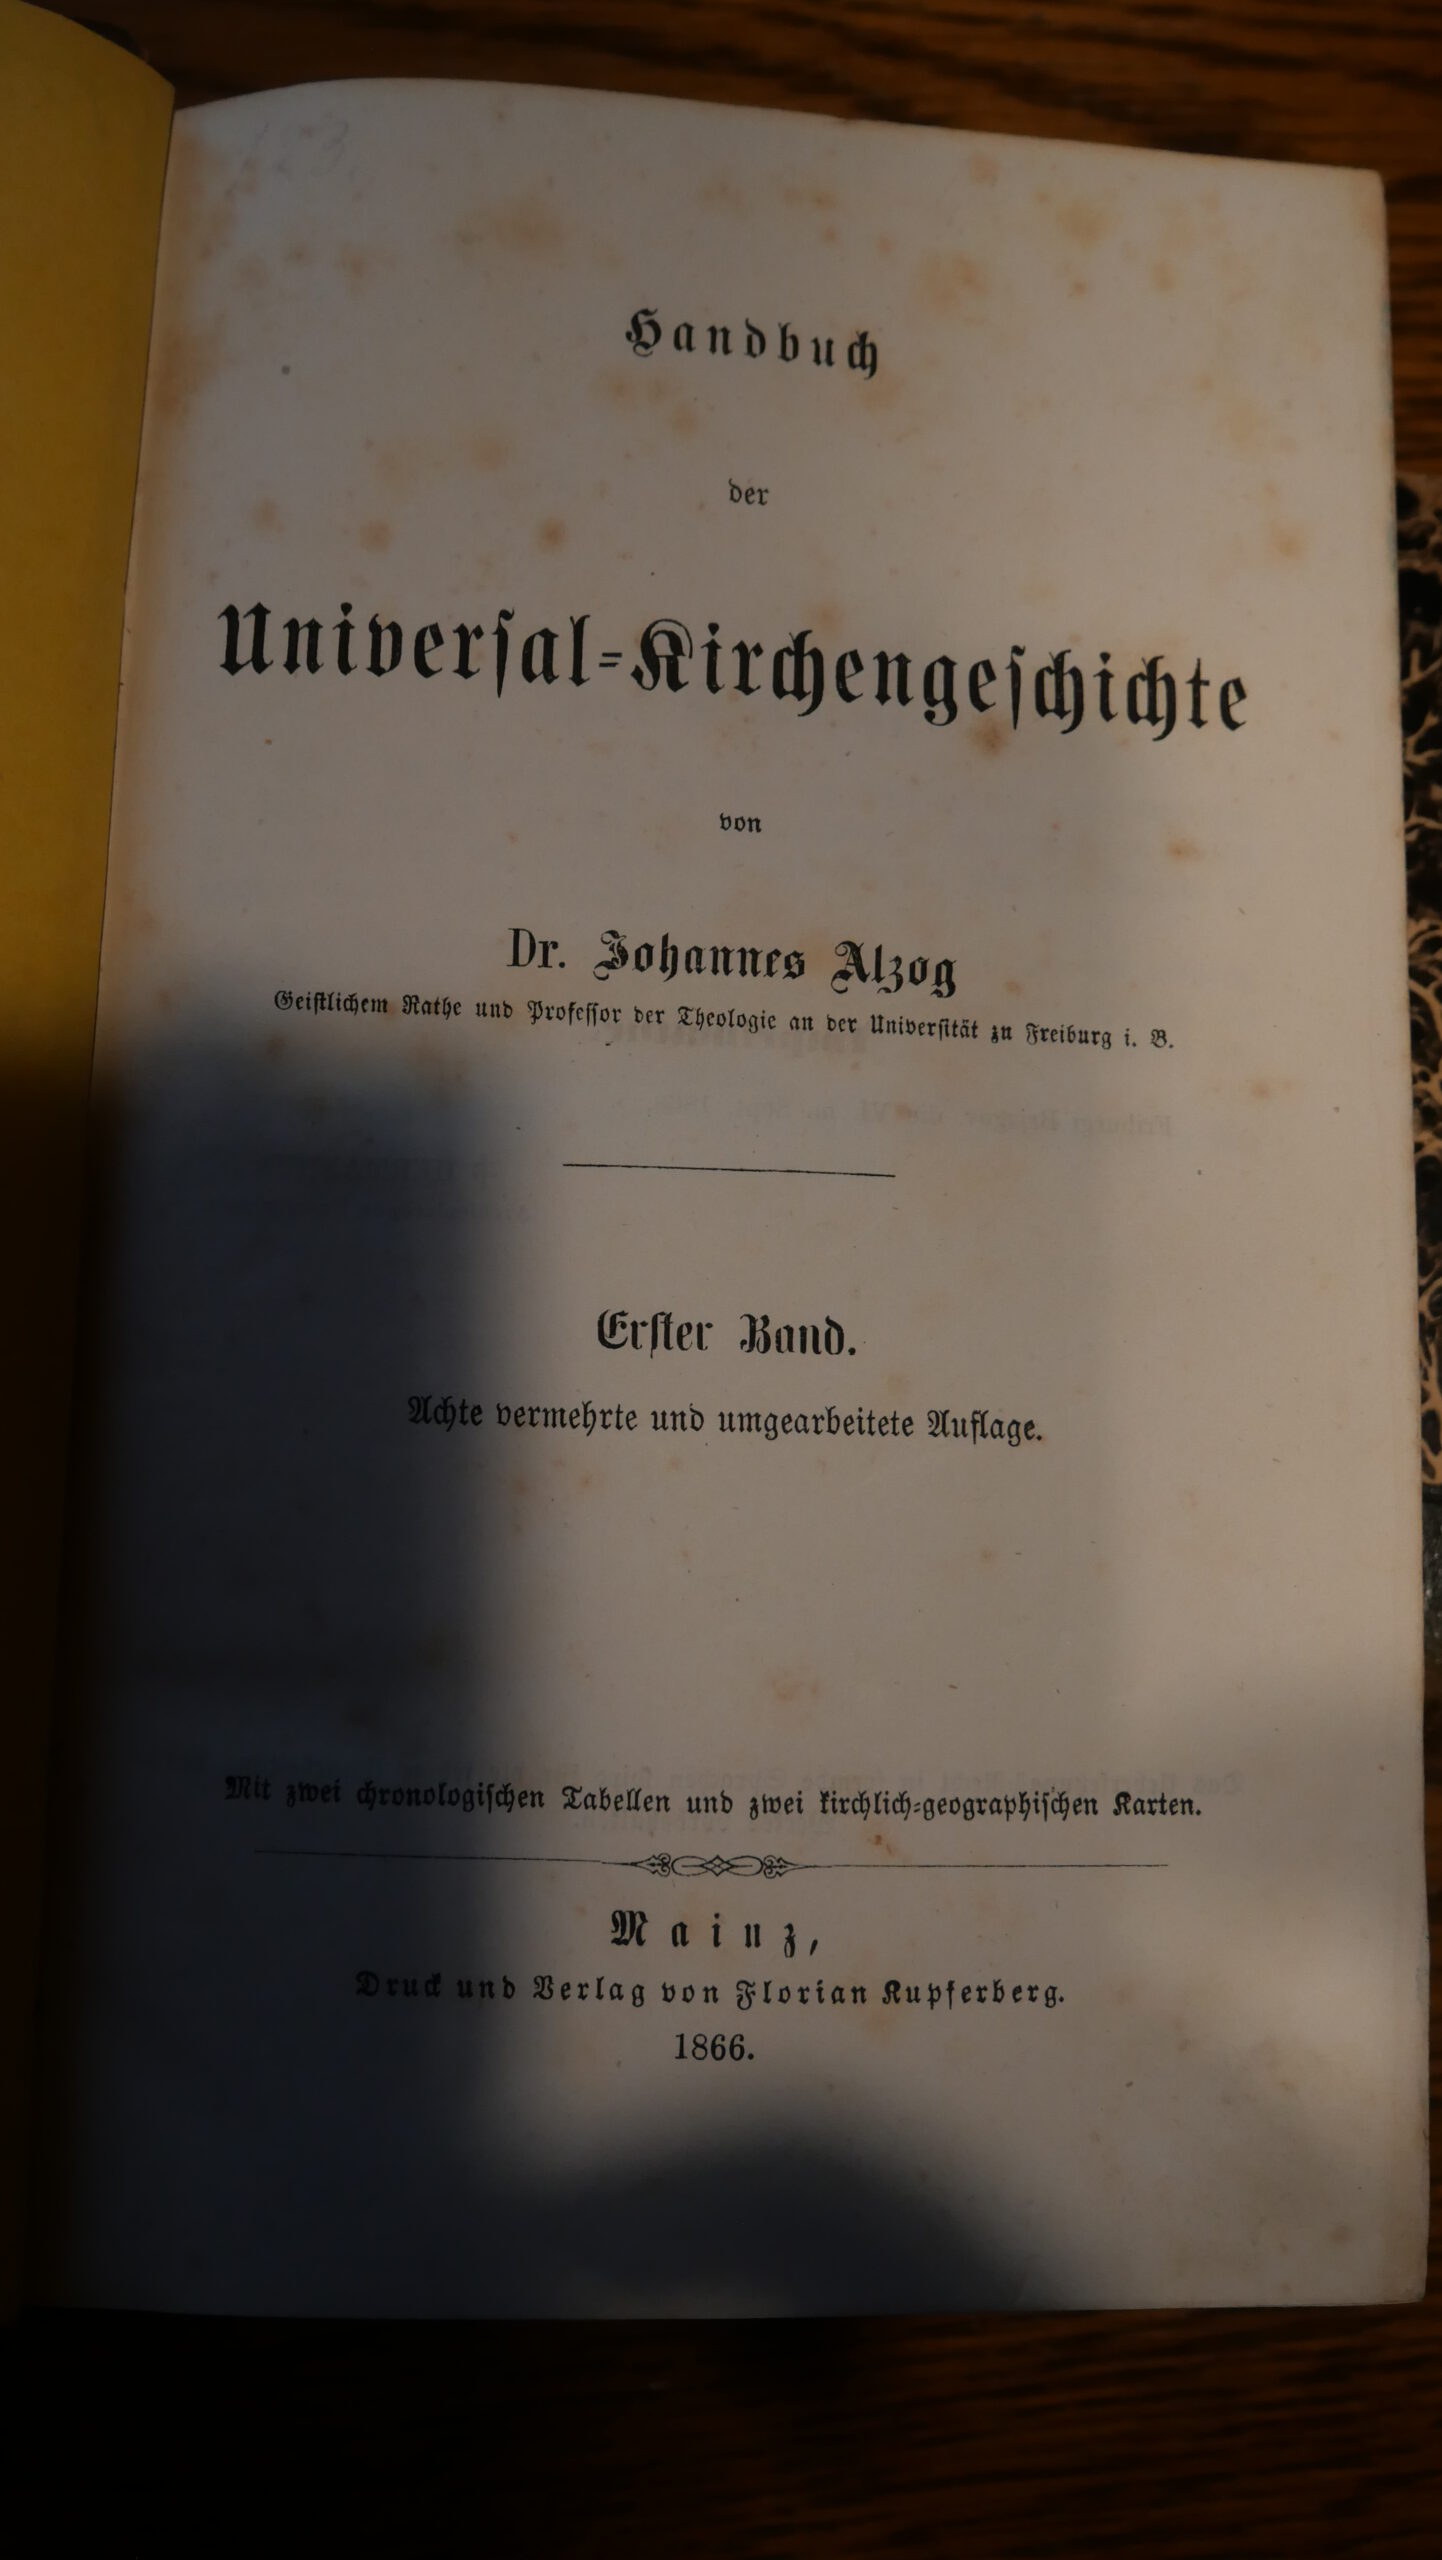 Handbuch
der
Universal-Kirchengeschichte
von
Dr. Johannes Alzog
Geistlichem Rathe und Professor der Theologie an der Universität zu Freiburg i. B.
Erster Band.
Achte vermehrte und umgearbeitete Auflage.
Mit zwei chronologischen Tabellen und zwei kirchlich-geographischen Karten.
Mainz,
Druck und Verlag von Florian Kupferberg.
1866.